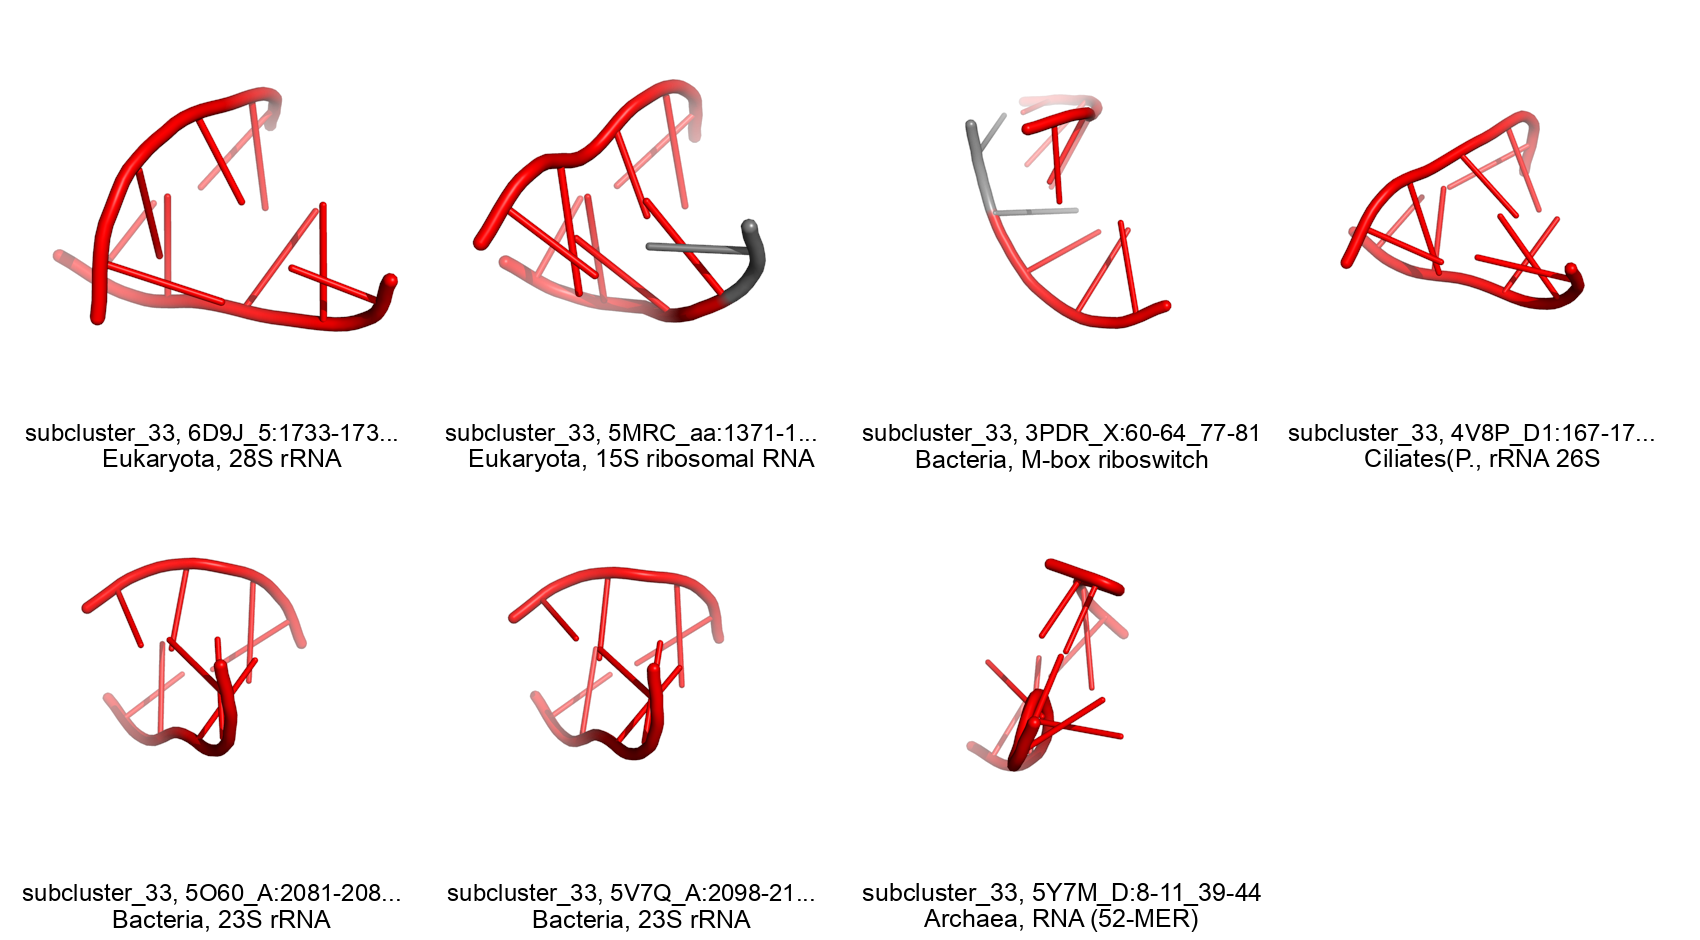 subcluster_33, 6D9J_5:1733-173...
Eukaryota, 28S rRNA
subcluster_33, 5MRC_aa:1371-1...
Eukaryota, 15S ribosomal RNA
subcluster_33, 3PDR_X:60-64_77-81
Bacteria, M-box riboswitch
subcluster_33, 4V8P_D1:167-17...
Ciliates(P., rRNA 26S
subcluster_33, 5O60_A:2081-208...
Bacteria, 23S rRNA
subcluster_33, 5V7Q_A:2098-21...
Bacteria, 23S rRNA
subcluster_33, 5Y7M_D:8-11_39-44
Archaea, RNA (52-MER)